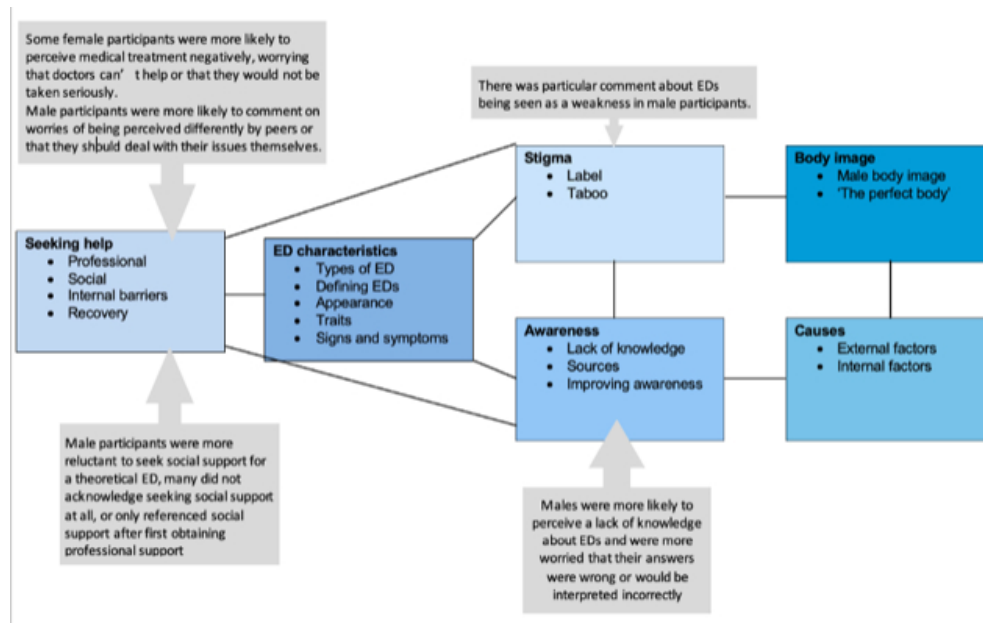 Some female participants were more likely to
perceive medical treatment negatively, worrying
that doctors can' t help or that they would not be
taken seriously.
Male participants were more likely to comment on
worries of being perceived differently by peers or
that they should deal with their issues themselves.
There was particular comment about EDs
being seen as a weakness in male participants.
Seeking help
• Professional
• Social
• Internal barriers
• Recovery
ED characteristics
• Types of ED
• Defining EDs
• Appearance
• Traits
• Signs and symptoms
Stigma
• Label
• Taboo
Body image
• Male body image
• 'The perfect body'
Awareness
• Lack of knowledge
• Sources
• Improving awareness
Causes
• External factors
• Internal factors
Male participants were more
reluctant to seek social support for
a theoretical ED, many did not
acknowledge seeking social support
at all, or only referenced social
support after first obtaining
professional support
Males were more likely to
perceive a lack of knowledge
about EDs and were more
worried that their answers
were wrong or would be
interpreted incorrectly